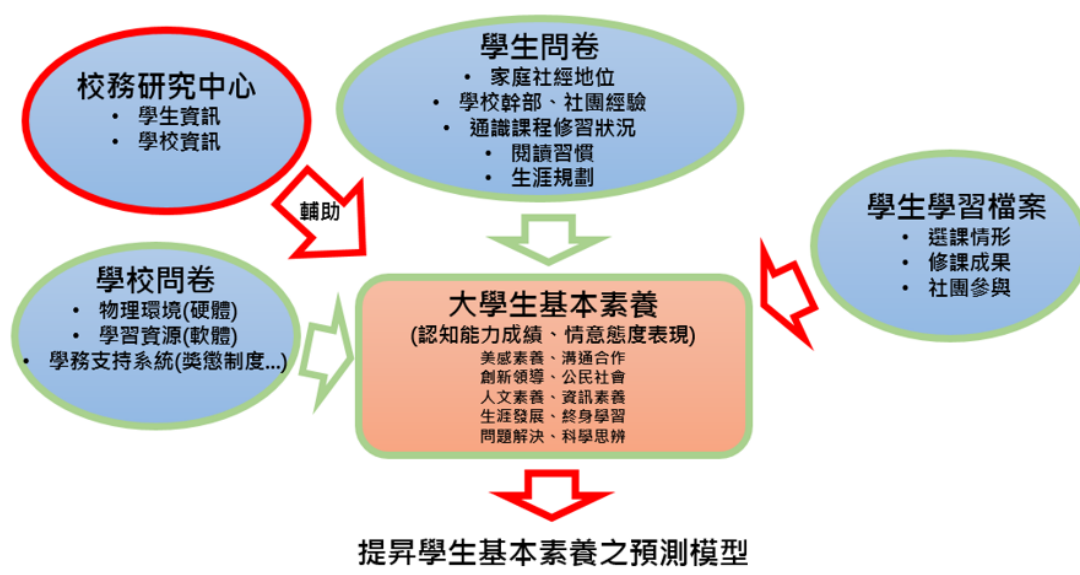 校務研究中心
• 學生資訊
• 學校資訊
學生問卷
• 家庭社經地位
• 學校幹部、社團經驗
• 通識課程修習狀況
• 閱讀習慣
• 生涯規劃
輔助
學生學習檔案
• 選課情形
• 修課成果
• 社團參與
學校問卷
• 物理環境(硬體)
• 學習資源(軟體)
• 學務支持系統(獎懲制度...)
大學生基本素養
(認知能力成績、情意態度表現)
美感素養、溝通合作
創新領導、公民社會
人文素養、資訊素養
生涯發展、終身學習
問題解決、科學思辨
提昇學生基本素養之預測模型